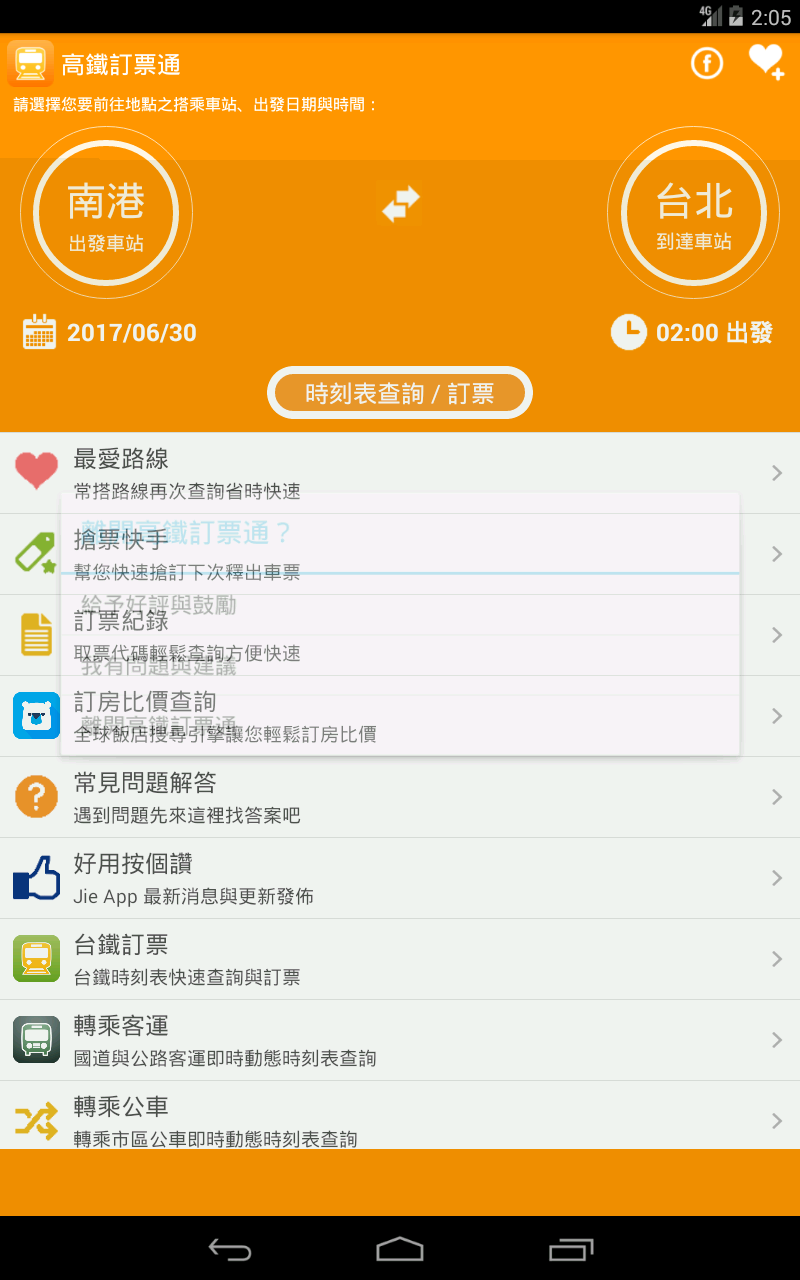 4G 2:05
高鐵訂票通
請選擇您要前往地點之搭乘車站、出發日期與時間：
南港
出發車站
台北
到達車站
2017/06/30
02:00 出發
時刻表查詢 / 訂票
最愛路線
常搭路線再次查詢省時快速
離開高鐵訂票通？
搶票快手
幫您快速搶訂下次釋出車票
給予好評與鼓勵
訂票紀錄
取票代碼輕鬆查詢方便快速
我有問題與建議
訂房比價查詢
離開高鐵訂票通
全球飯店搜尋引擎讓您輕鬆訂房比價
常見問題解答
遇到問題先來這裡找答案吧
好用按個讚
Jie App 最新消息與更新發佈
台鐵訂票
台鐵時刻表快速查詢與訂票
轉乘客運
國道與公路客運即時動態時刻表查詢
轉乘公車
轉乘市區公車即時動態時刻表查詢